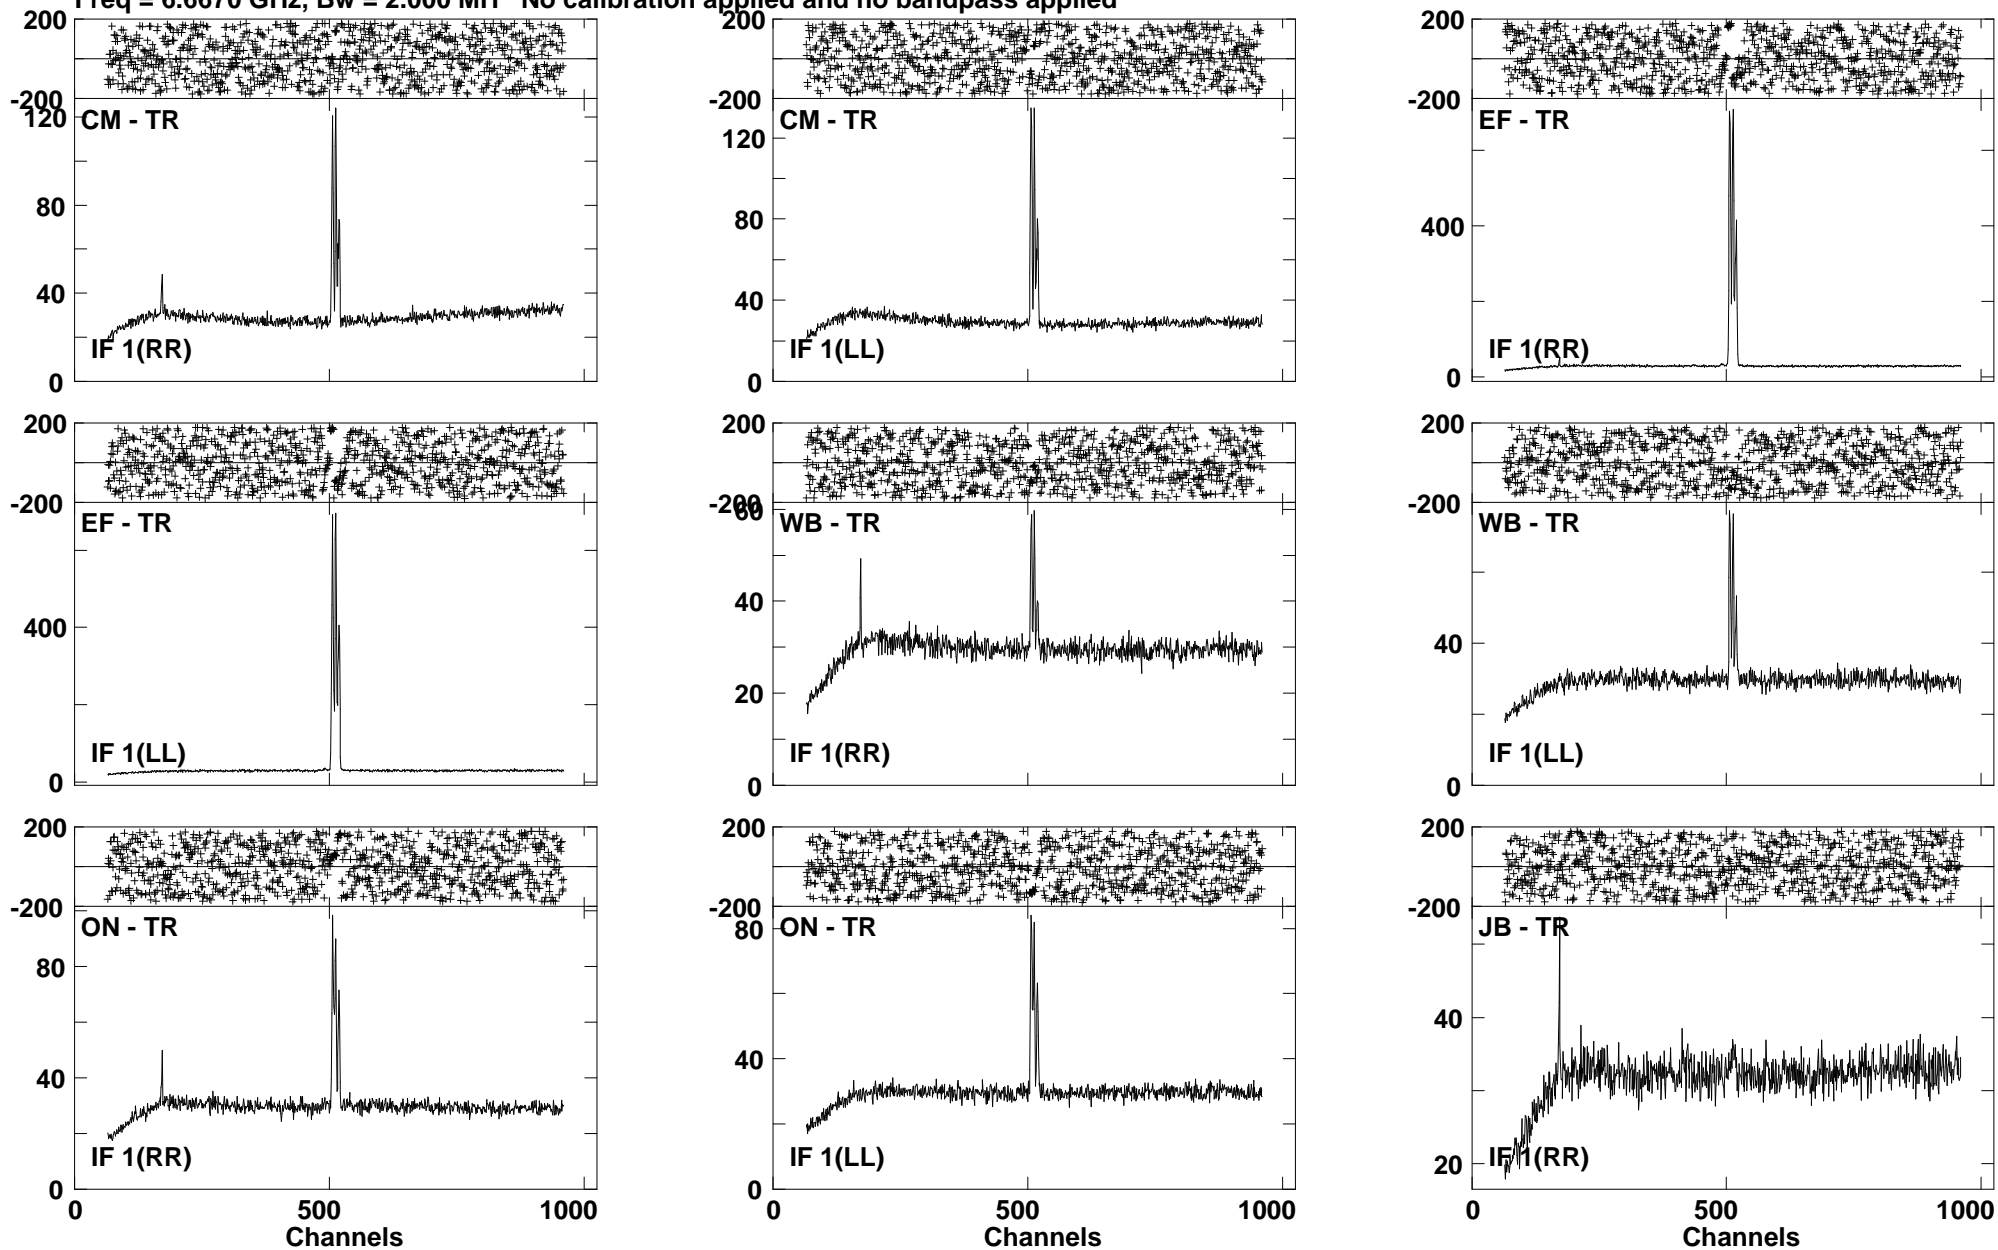 Freq = 6.6670 GHz, Bw = 2.000 MH No calibration applied and no bandpass applied
200
-200
CM - TR
120
80
40
0
IF 1(RR)
200
-200
CM - TR
120
80
40
0
IF 1(LL)
200
-200
EF - TR
400
0
IF 1(RR)
200
-200
EF - TR
400
0
IF 1(LL)
200
-200
60
WB - TR
40
20
0
IF 1(RR)
200
-200
WB - TR
40
0
IF 1(LL)
200
-200
ON - TR
80
40
0
IF 1(RR)
0 500 1000
Channels
200
-200
80
ON - TR
40
0
IF 1(LL)
0 500 1000
Channels
200
-200
JB - TR
40
20
IF 1(RR)
0 500 1000
Channels